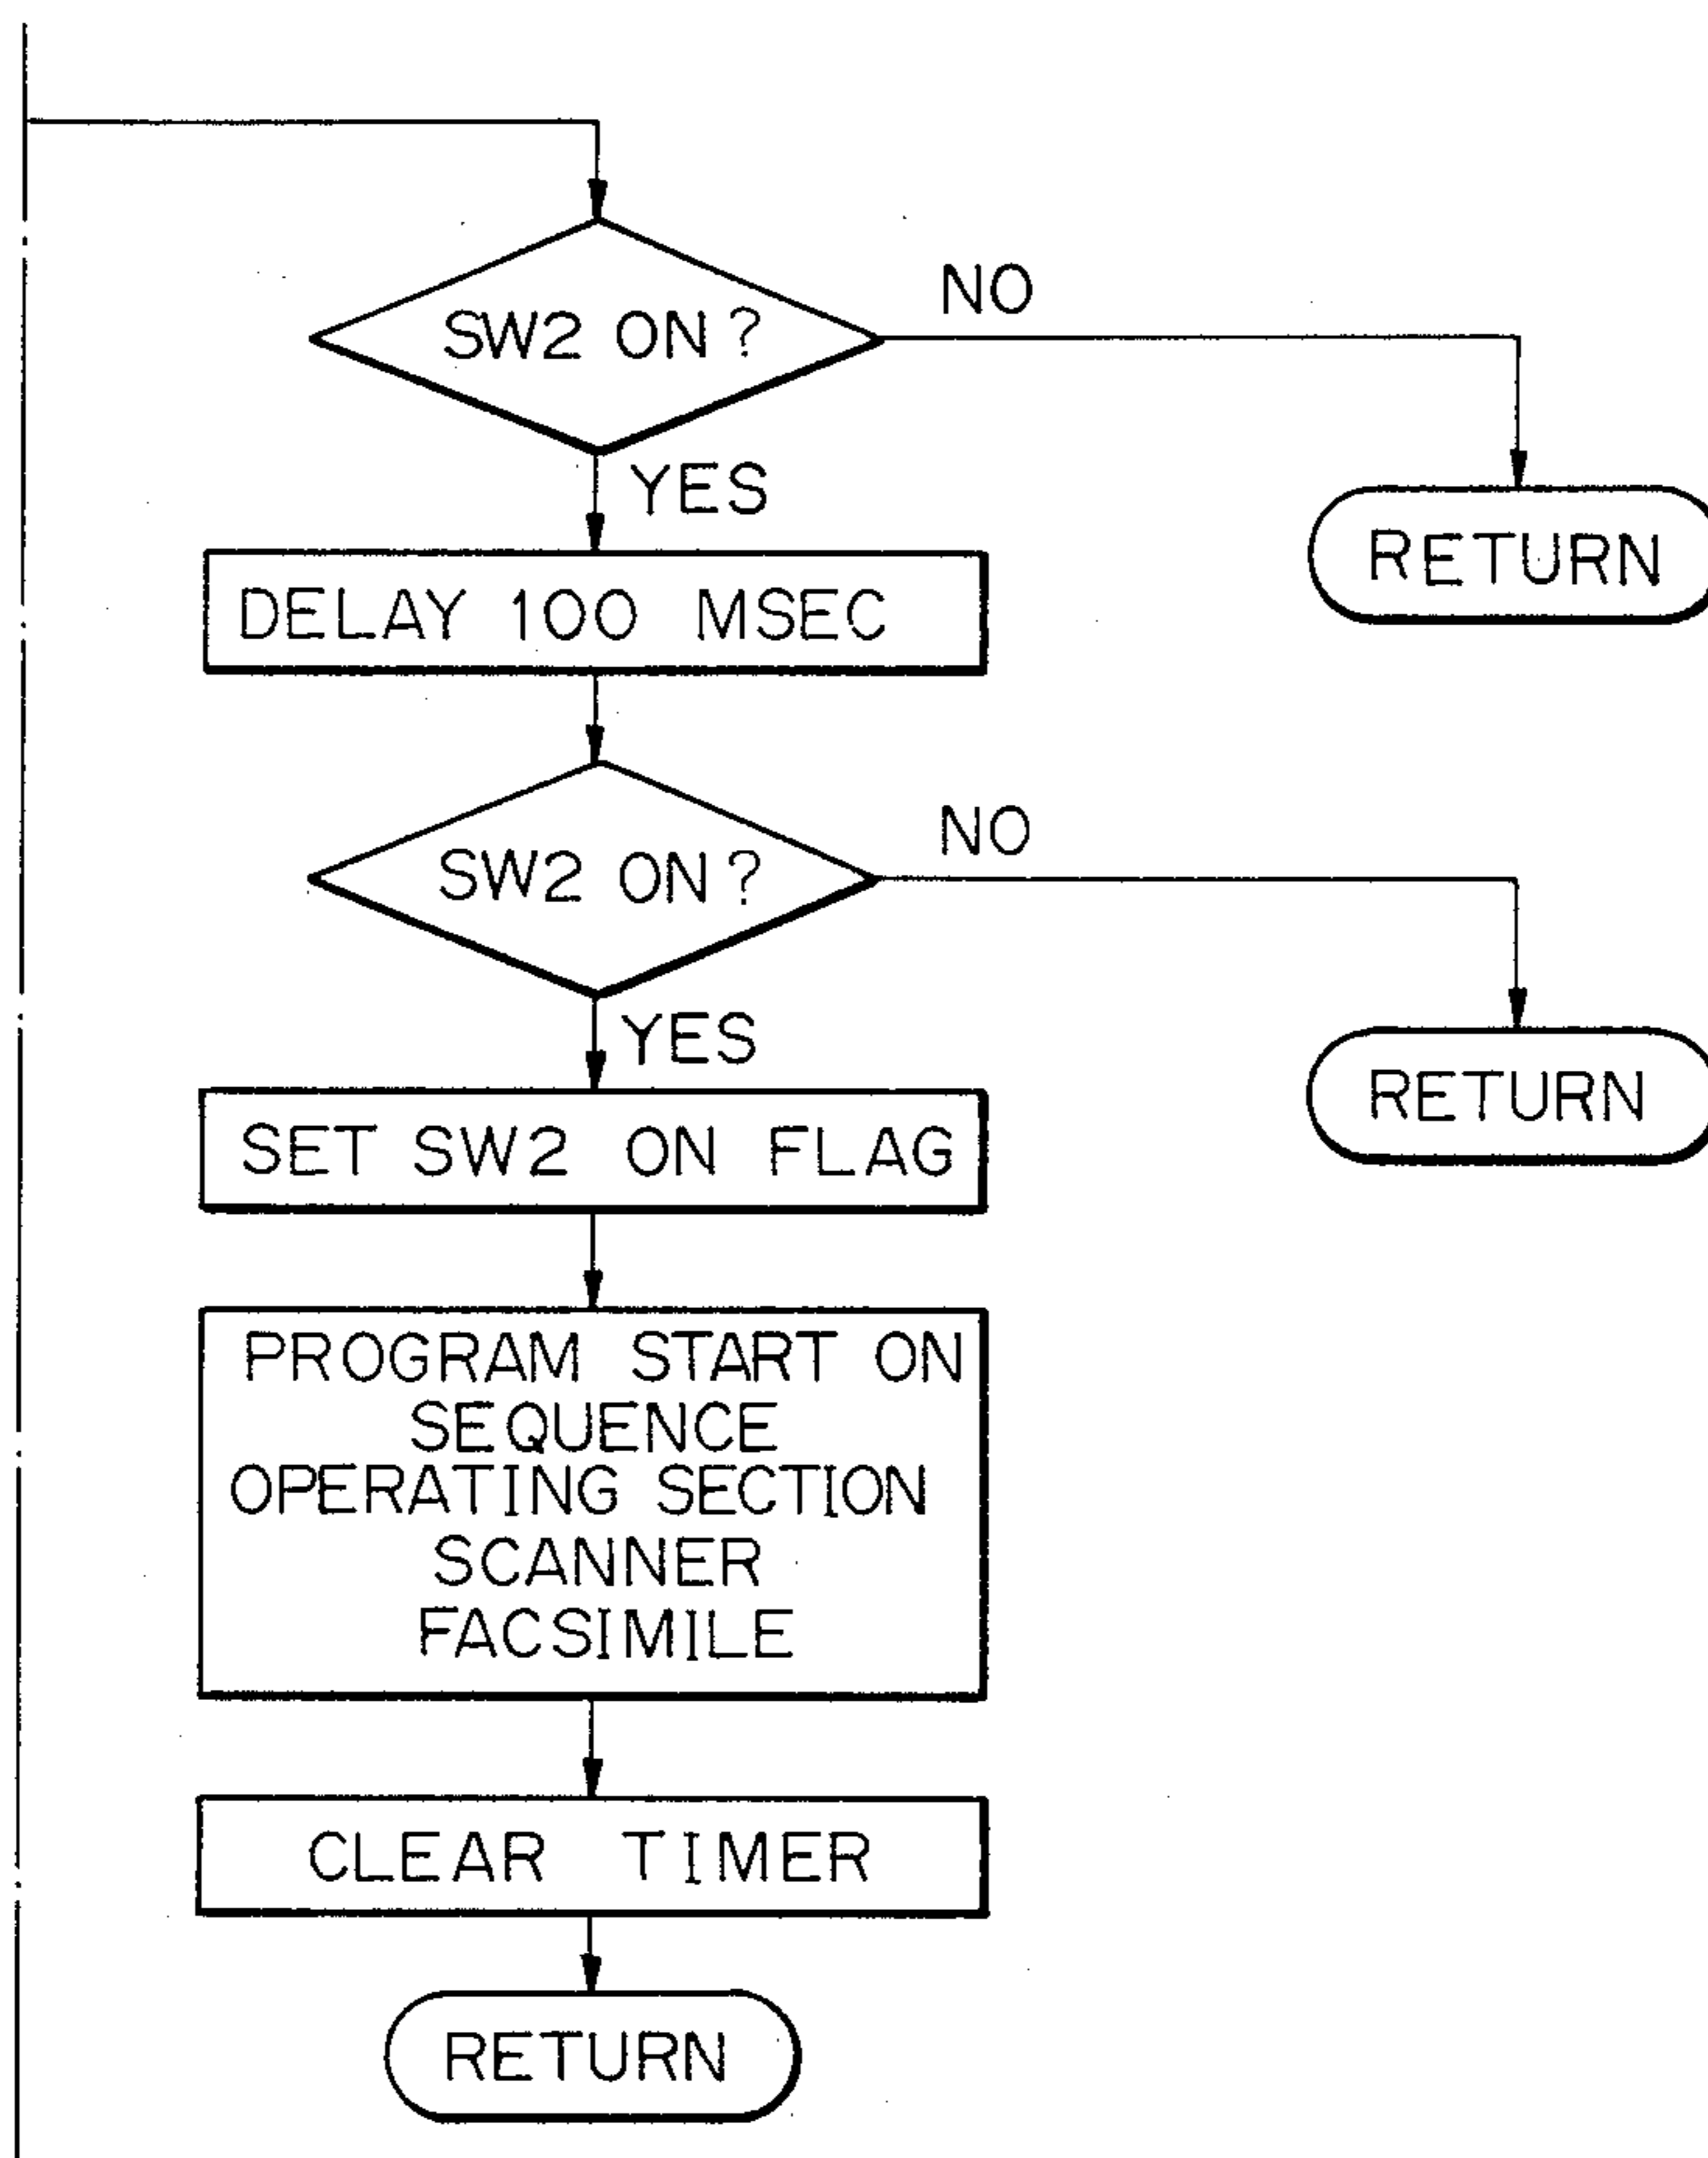 SW2 ON?
NO
YES
RETURN
DELAY 100 MSEC
SW2 ON?
NO
YES
RETURN
SET SW2 ON FLAG
PROGRAM START ON
SEQUENCE
OPERATING SECTION
SCANNER
FACSIMILE
CLEAR TIMER
RETURN